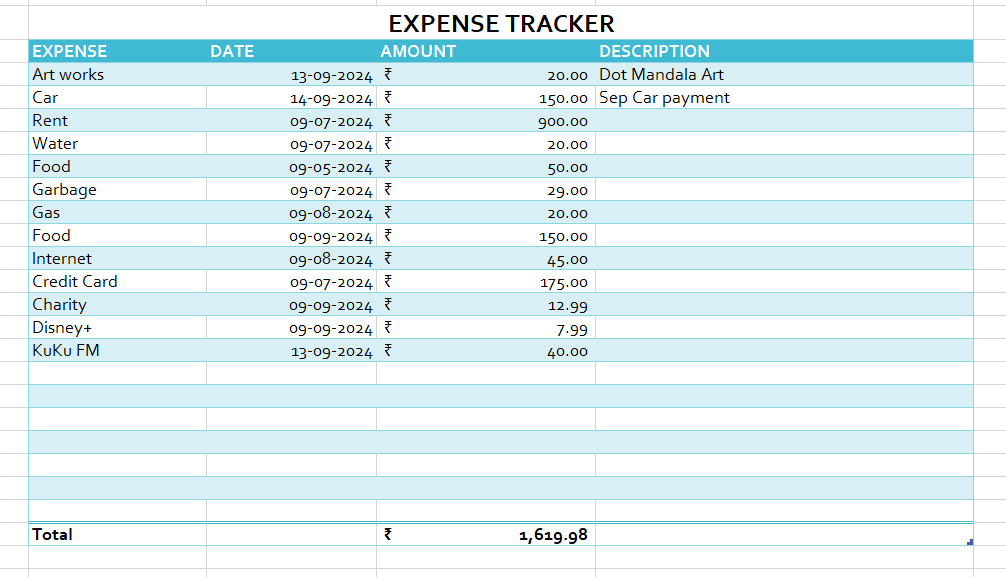 EXPENSE TRACKER
EXPENSE DATE AMOUNT DESCRIPTION
Art works 13-09-2024 ₹ 20.00 Dot Mandala Art
Car 14-09-2024 ₹ 150.00 Sep Car payment
Rent 09-07-2024 ₹ 900.00
Water 09-07-2024 ₹ 20.00
Food 09-05-2024 ₹ 50.00
Garbage 09-07-2024 ₹ 29.00
Gas 09-08-2024 ₹ 20.00
Food 09-09-2024 ₹ 150.00
Internet 09-08-2024 ₹ 45.00
Credit Card 09-07-2024 ₹ 175.00
Charity 09-09-2024 ₹ 12.99
Disney+ 09-09-2024 ₹ 7.99
KuKu FM 13-09-2024 ₹ 40.00
Total ₹ 1,619.98